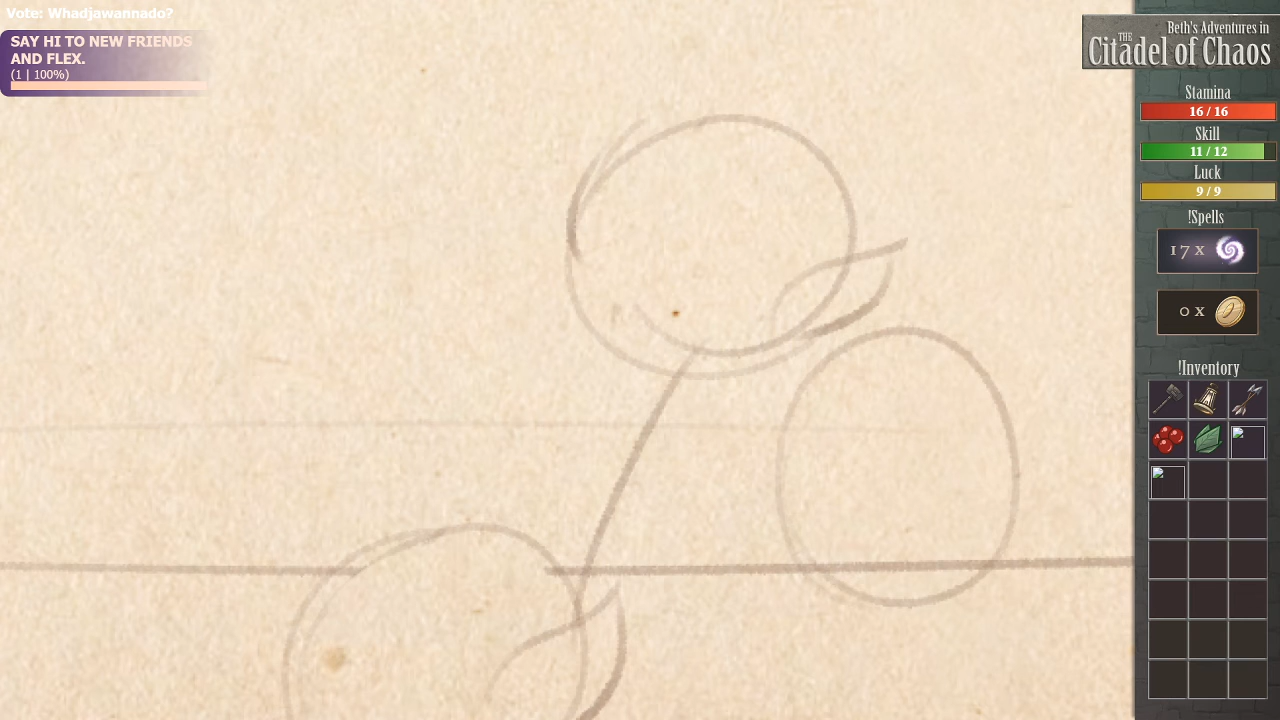 Vote: Whadjawannado?
SAY HI TO NEW FRIENDS
AND FLEX.
(1 | 100%)
Beth's Adventures in
THE
Citadel of Chaos
Stamina
16 / 16
Skill
11 / 12
Luck
9 / 9
!Spells
17 x
0 x
!Inventory